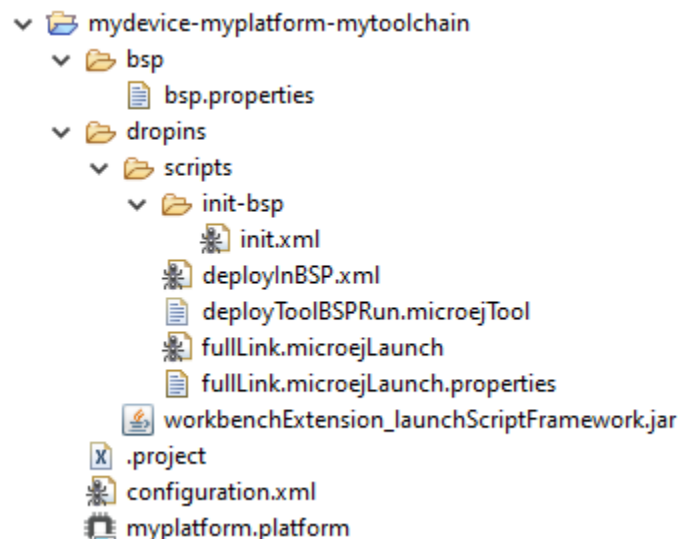 mydevice-myplatform-mytoolchain
bsp
bsp.properties
dropins
scripts
init-bsp
init.xml
deployInBSP.xml
deployToolBSPRun.microejTool
fullLink.microejLaunch
fullLink.microejLaunch.properties
workbenchExtension_launchScriptFramework.jar
.project
configuration.xml
myplatform.platform